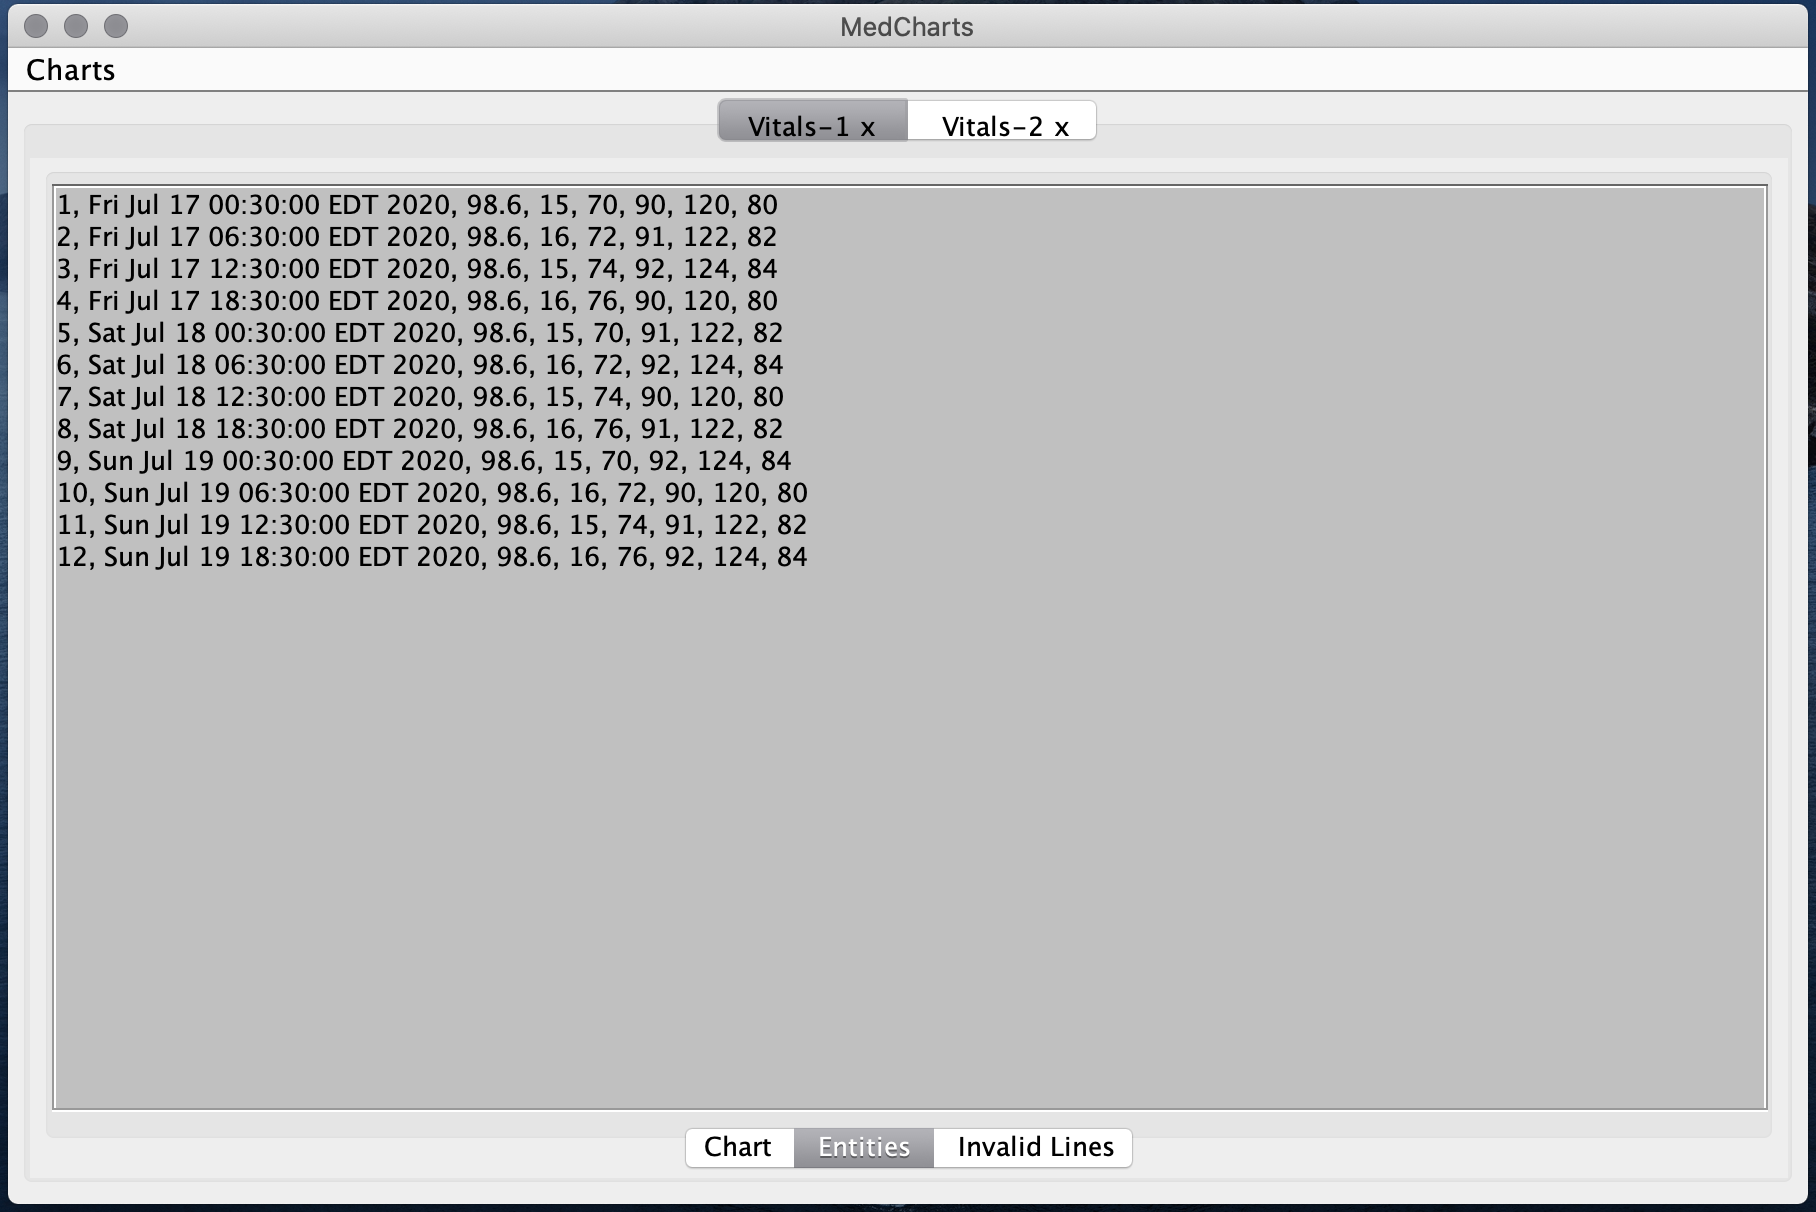 MedCharts
Charts
Vitals-1 x Vitals-2 x
1, Fri Jul 17 00:30:00 EDT 2020, 98.6, 15, 70, 90, 120, 80
2, Fri Jul 17 06:30:00 EDT 2020, 98.6, 16, 72, 91, 122, 82
3, Fri Jul 17 12:30:00 EDT 2020, 98.6, 15, 74, 92, 124, 84
4, Fri Jul 17 18:30:00 EDT 2020, 98.6, 16, 76, 90, 120, 80
5, Sat Jul 18 00:30:00 EDT 2020, 98.6, 15, 70, 91, 122, 82
6, Sat Jul 18 06:30:00 EDT 2020, 98.6, 16, 72, 92, 124, 84
7, Sat Jul 18 12:30:00 EDT 2020, 98.6, 15, 74, 90, 120, 80
8, Sat Jul 18 18:30:00 EDT 2020, 98.6, 16, 76, 91, 122, 82
9, Sun Jul 19 00:30:00 EDT 2020, 98.6, 15, 70, 92, 124, 84
10, Sun Jul 19 06:30:00 EDT 2020, 98.6, 16, 72, 90, 120, 80
11, Sun Jul 19 12:30:00 EDT 2020, 98.6, 15, 74, 91, 122, 82
12, Sun Jul 19 18:30:00 EDT 2020, 98.6, 16, 76, 92, 124, 84
Chart Entities Invalid Lines